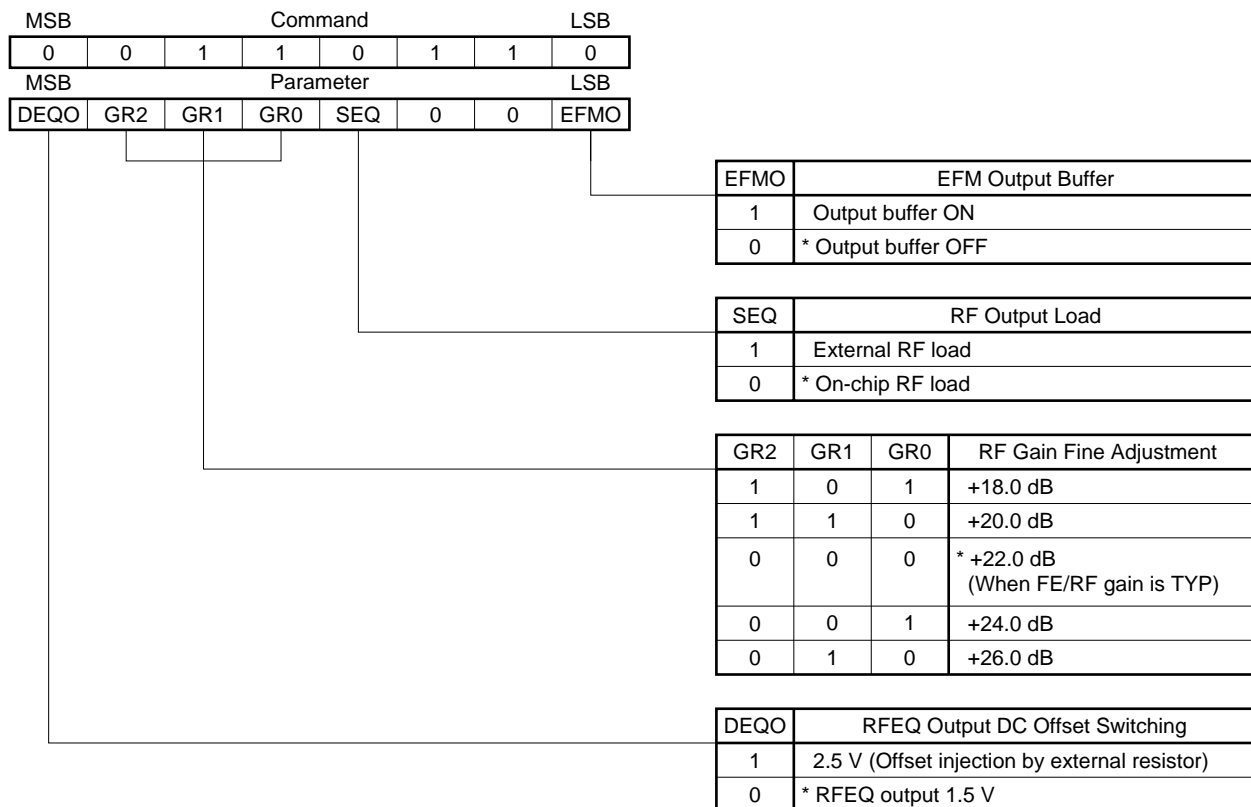 MSB Command LSB
0 0 1 1 0 1 1 0
MSB Parameter LSB
DEQO GR2 GR1 GR0 SEQ 0 0 EFMO
EFMO EFM Output Buffer
1 Output buffer ON
0 * Output buffer OFF
SEQ RF Output Load
1 External RF load
0 * On-chip RF load
GR2 GR1 GR0 RF Gain Fine Adjustment
1 0 1 +18.0 dB
1 1 0 +20.0 dB
0 0 0 * +22.0 dB
(When FE/RF gain is TYP)
0 0 1 +24.0 dB
0 1 0 +26.0 dB
DEQO RFEQ Output DC Offset Switching
1 2.5 V (Offset injection by external resistor)
0 * RFEQ output 1.5 V